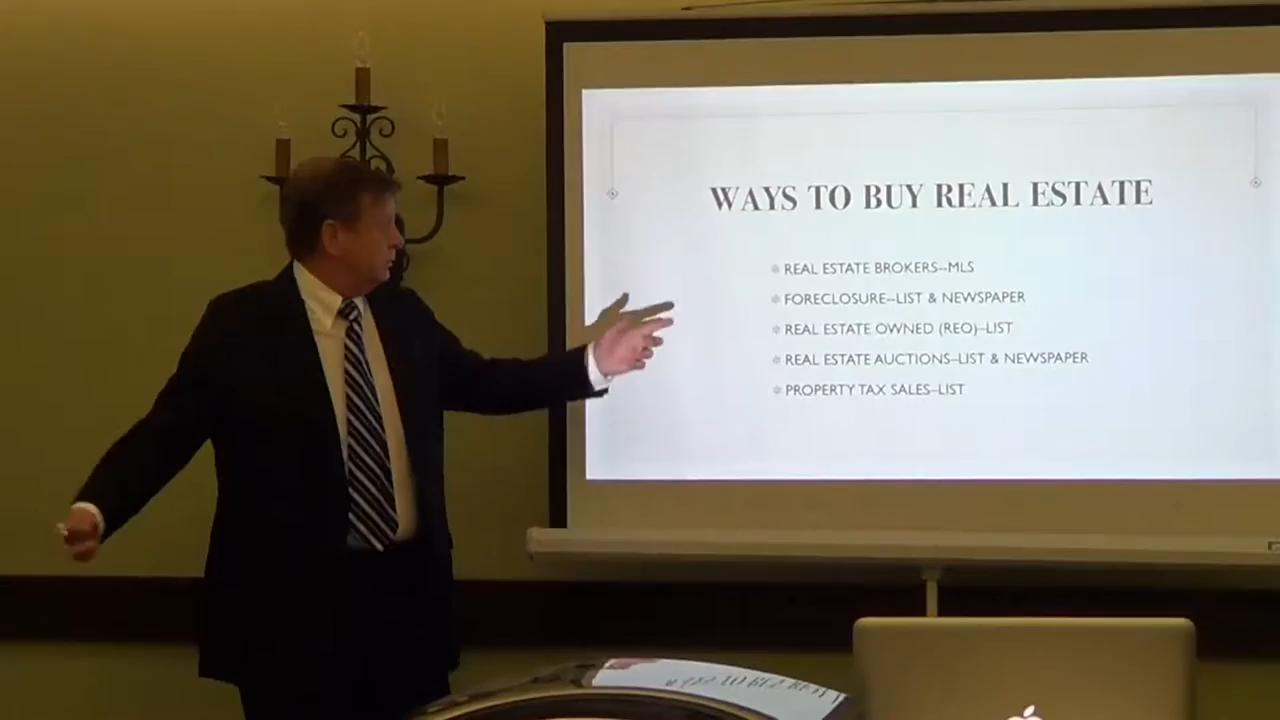 WAYS TO BUY REAL ESTATE
REAL ESTATE BROKERS--MLS
FORECLOSURE--LIST & NEWSPAPER
REAL ESTATE OWNED (REO)--LIST
REAL ESTATE AUCTIONS--LIST & NEWSPAPER
PROPERTY TAX SALES--LIST